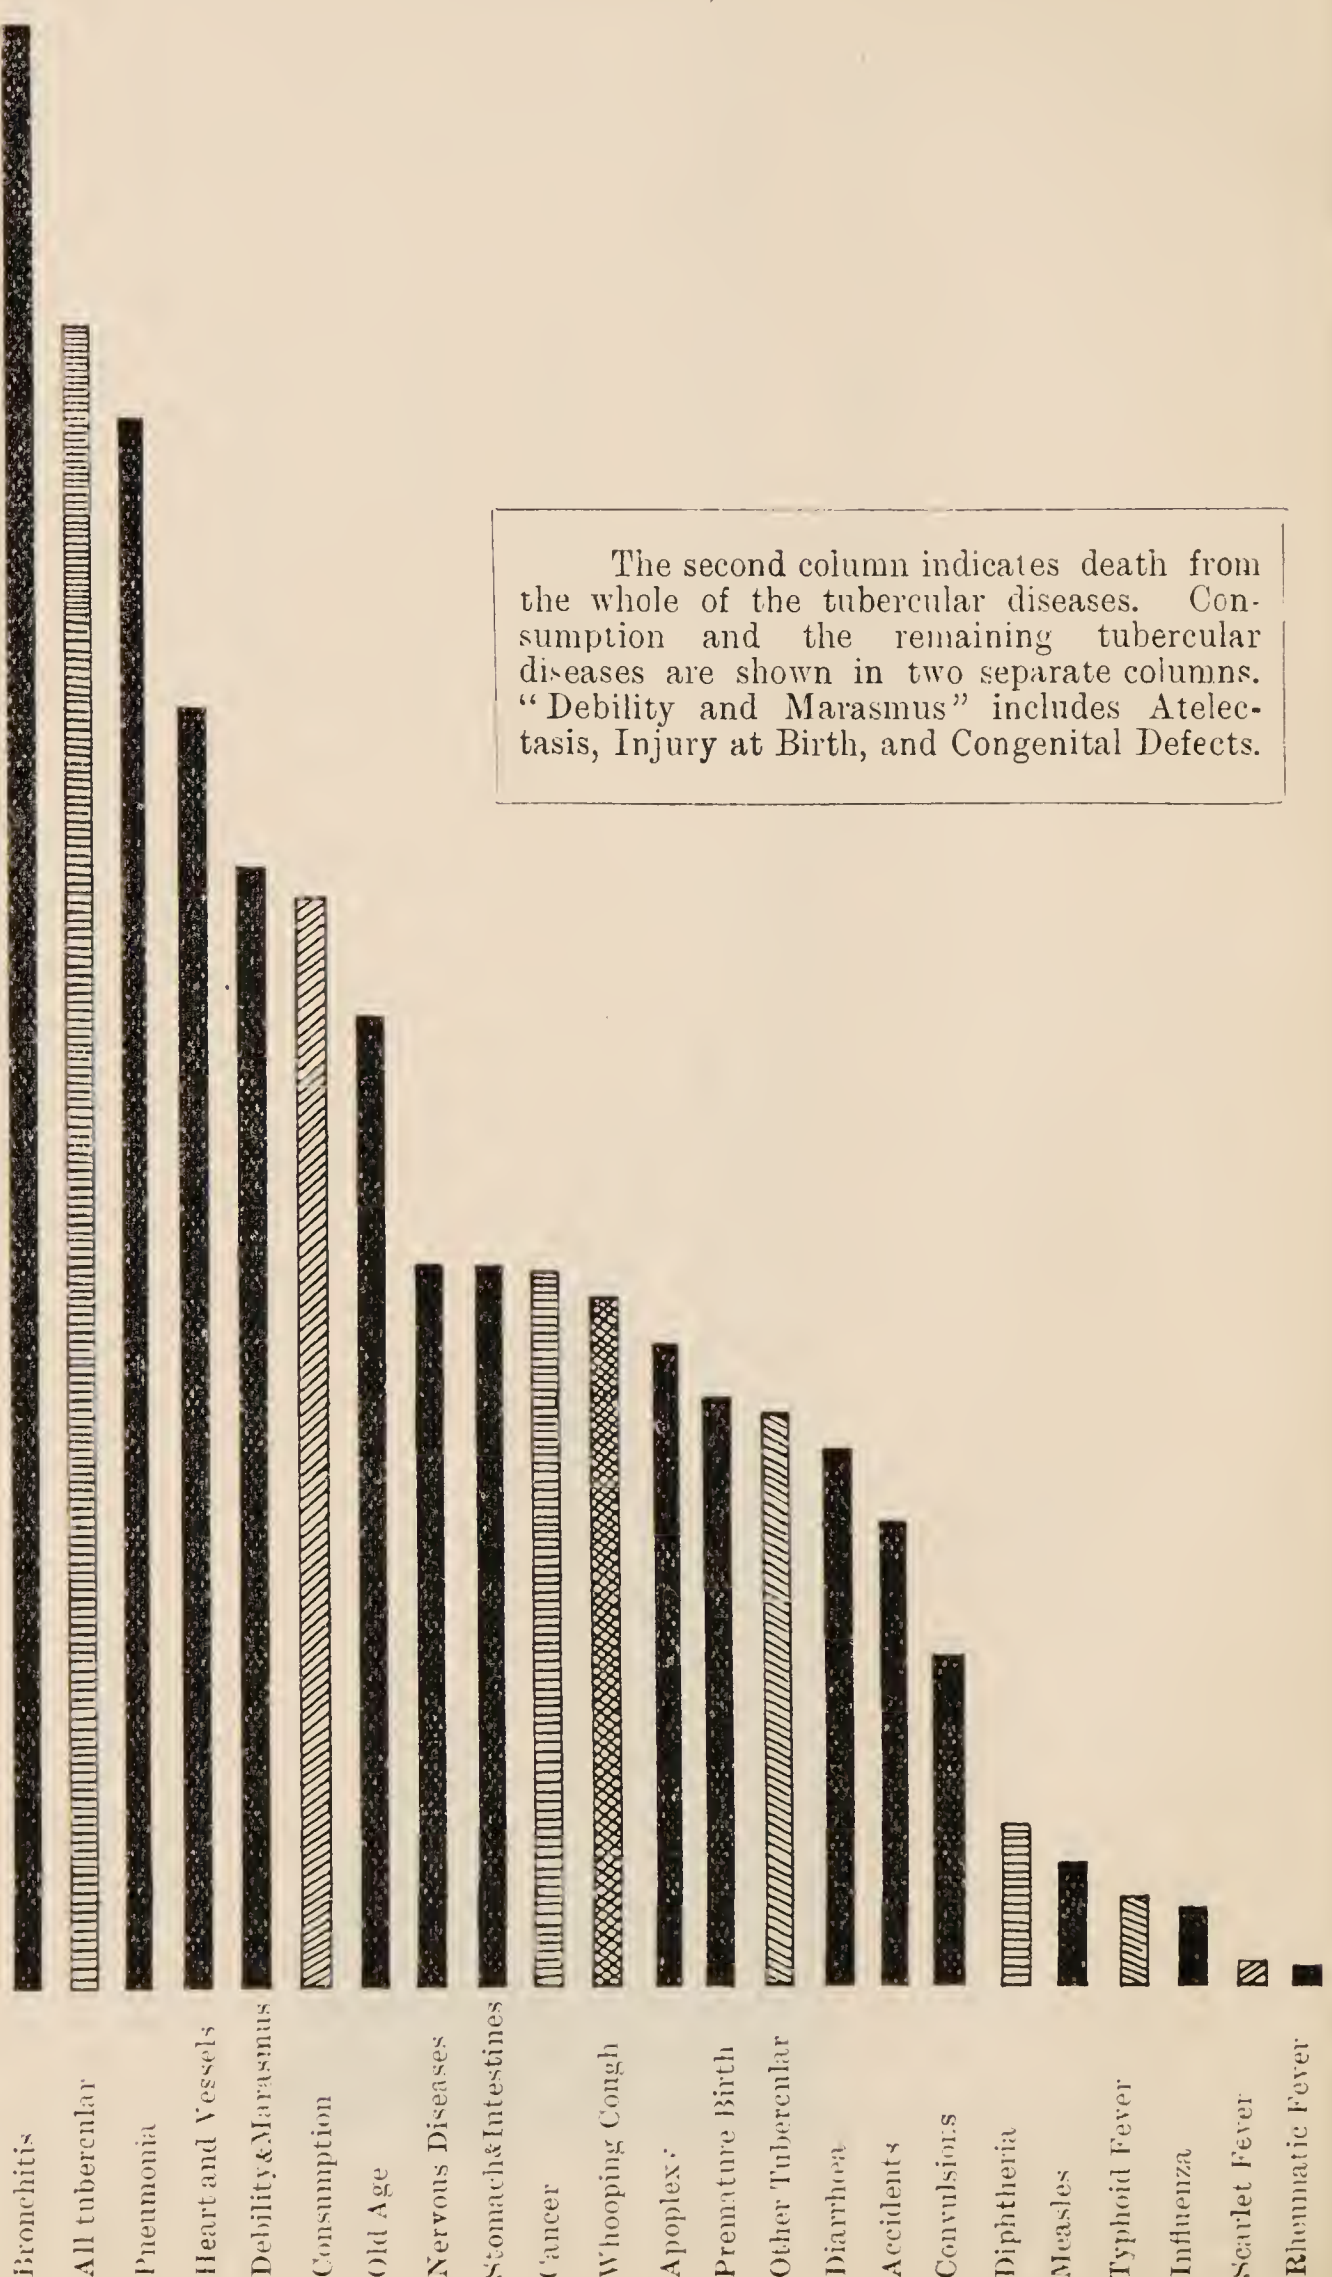 The second column indicates death from
the whole of the tubercular diseases. Con-
sumption and the remaining tubercular
diseases are shown in two separate columns.
“Debility and Marasmus” includes Atelec-
tasis, Injury at Birth, and Congenital Defects.
Bronchitis
All tubercular
Pneumonia
Heart and Vessels
Debility&Marasmus
Consumption
Old Age
Nervous Diseases
Stomach&Intestines
Cancer
Whooping Cough
Apoplexy
Premature Birth
Other Tubercular
Diarrhœa
Accidents
Convulsions
Diphtheria
Measles
Typhoid Fever
Influenza
Scarlet Fever
Rheumatic Fever